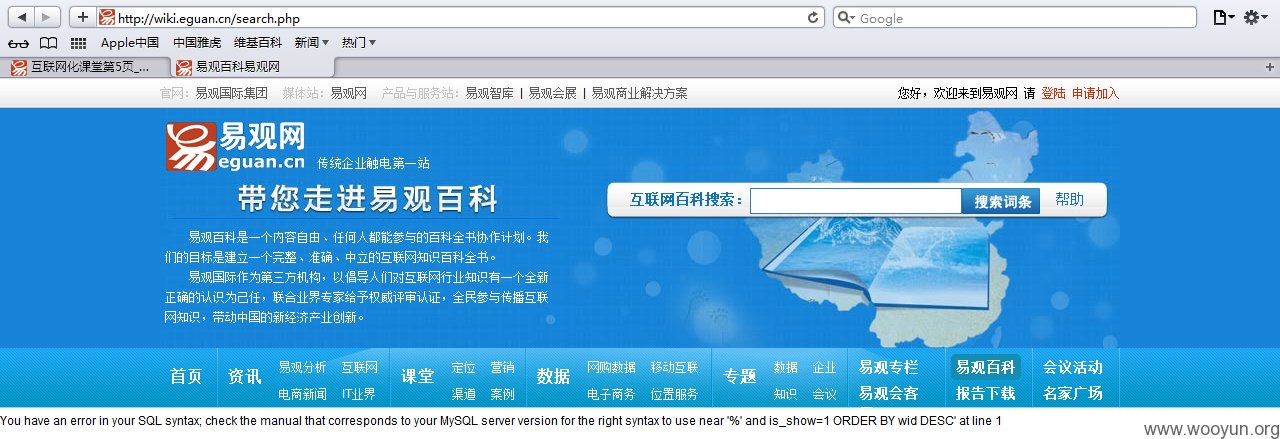 http://wiki.eguan.cn/search.php
Google
Apple中国 中国雅虎 维基百科 新闻 热门
互联网化课堂第5页_... 易观百科易观网
官网：易观国际集团 媒体站：易观网 产品与服务站：易观智库 | 易观会展 | 易观商业解决方案 您好，欢迎来到易观网 请 登陆 申请加入
易观网
eguan.cn 传统企业触电第一站
带您走进易观百科
互联网百科搜索： 搜索词条 帮助
易观百科是一个内容自由、任何人都能参与的百科全书协作计划。我
们的目标是建立一个完整、准确、中立的互联网知识百科全书。
易观国际作为第三方机构，以倡导人们对互联网行业知识有一个全新
正确的认识为己任，联合业界专家给予权威评审认证，全民参与传播互联
网知识，带动中国的新经济产业创新。
首页 资讯 易观分析 互联网 课堂 定位 营销 数据 网购数据 移动互联 专题 数据 企业 易观专栏 易观百科 会议活动
电商新闻 IT业界 渠道 案例 电子商务 位置服务 知识 会议 易观会客 报告下载 名家广场
You have an error in your SQL syntax; check the manual that corresponds to your MySQL server version for the right syntax to use near '%' and is_show=1 ORDER BY wid DESC' at line 1
www.wooyun.org